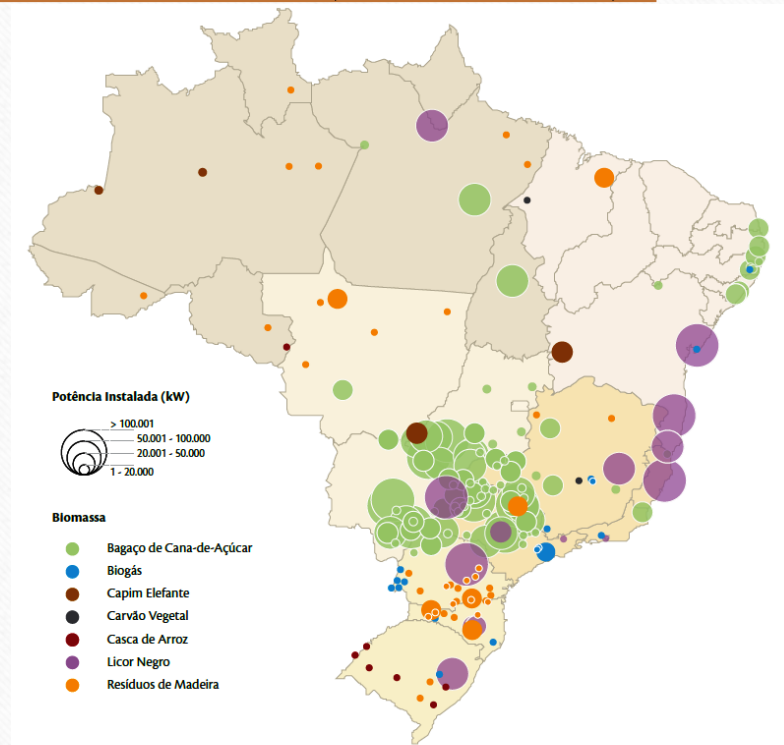 Potência Instalada (kW)
> 100.001
50.001 - 100.000
20.001 - 50.000
1 - 20.000
Biomassa
Bagaço de Cana-de-Açúcar
Biogás
Capim Elefante
Carvão Vegetal
Casca de Arroz
Licor Negro
Resíduos de Madeira